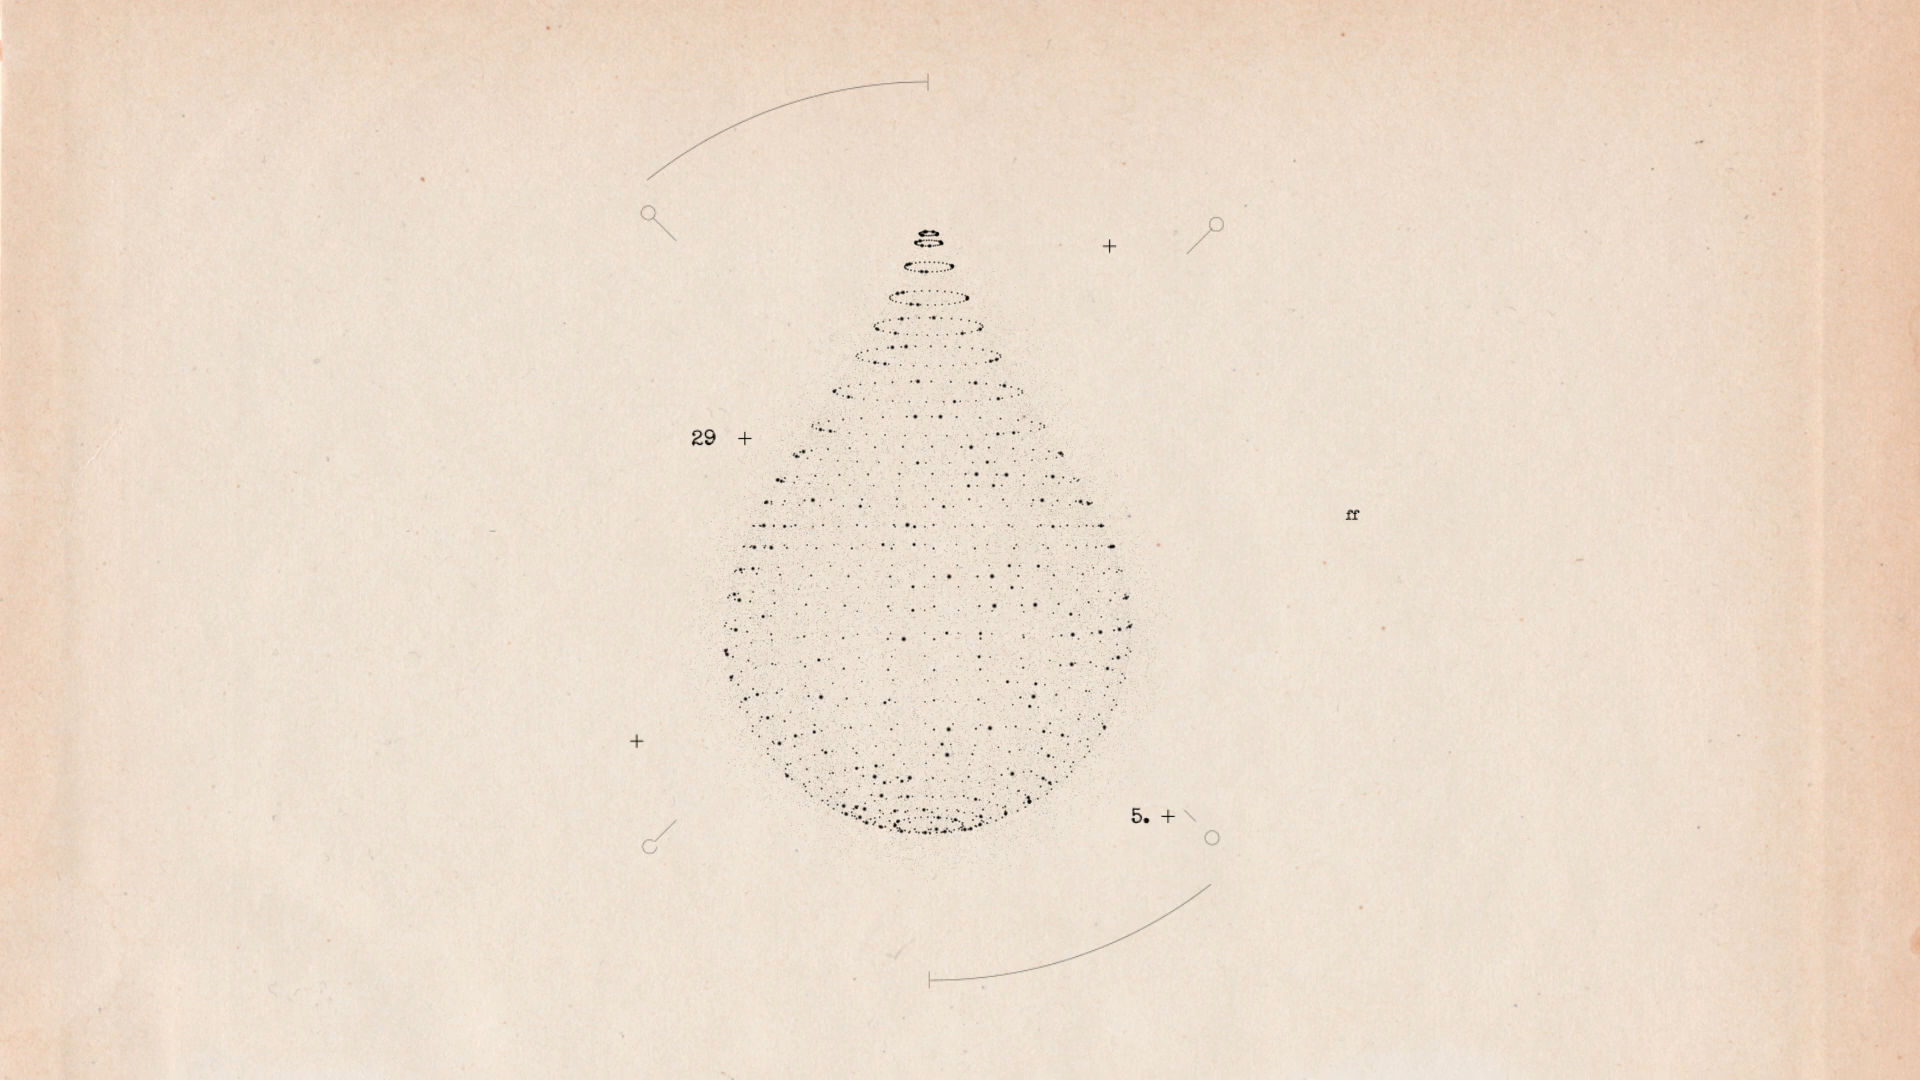 29 +
ff
5. +